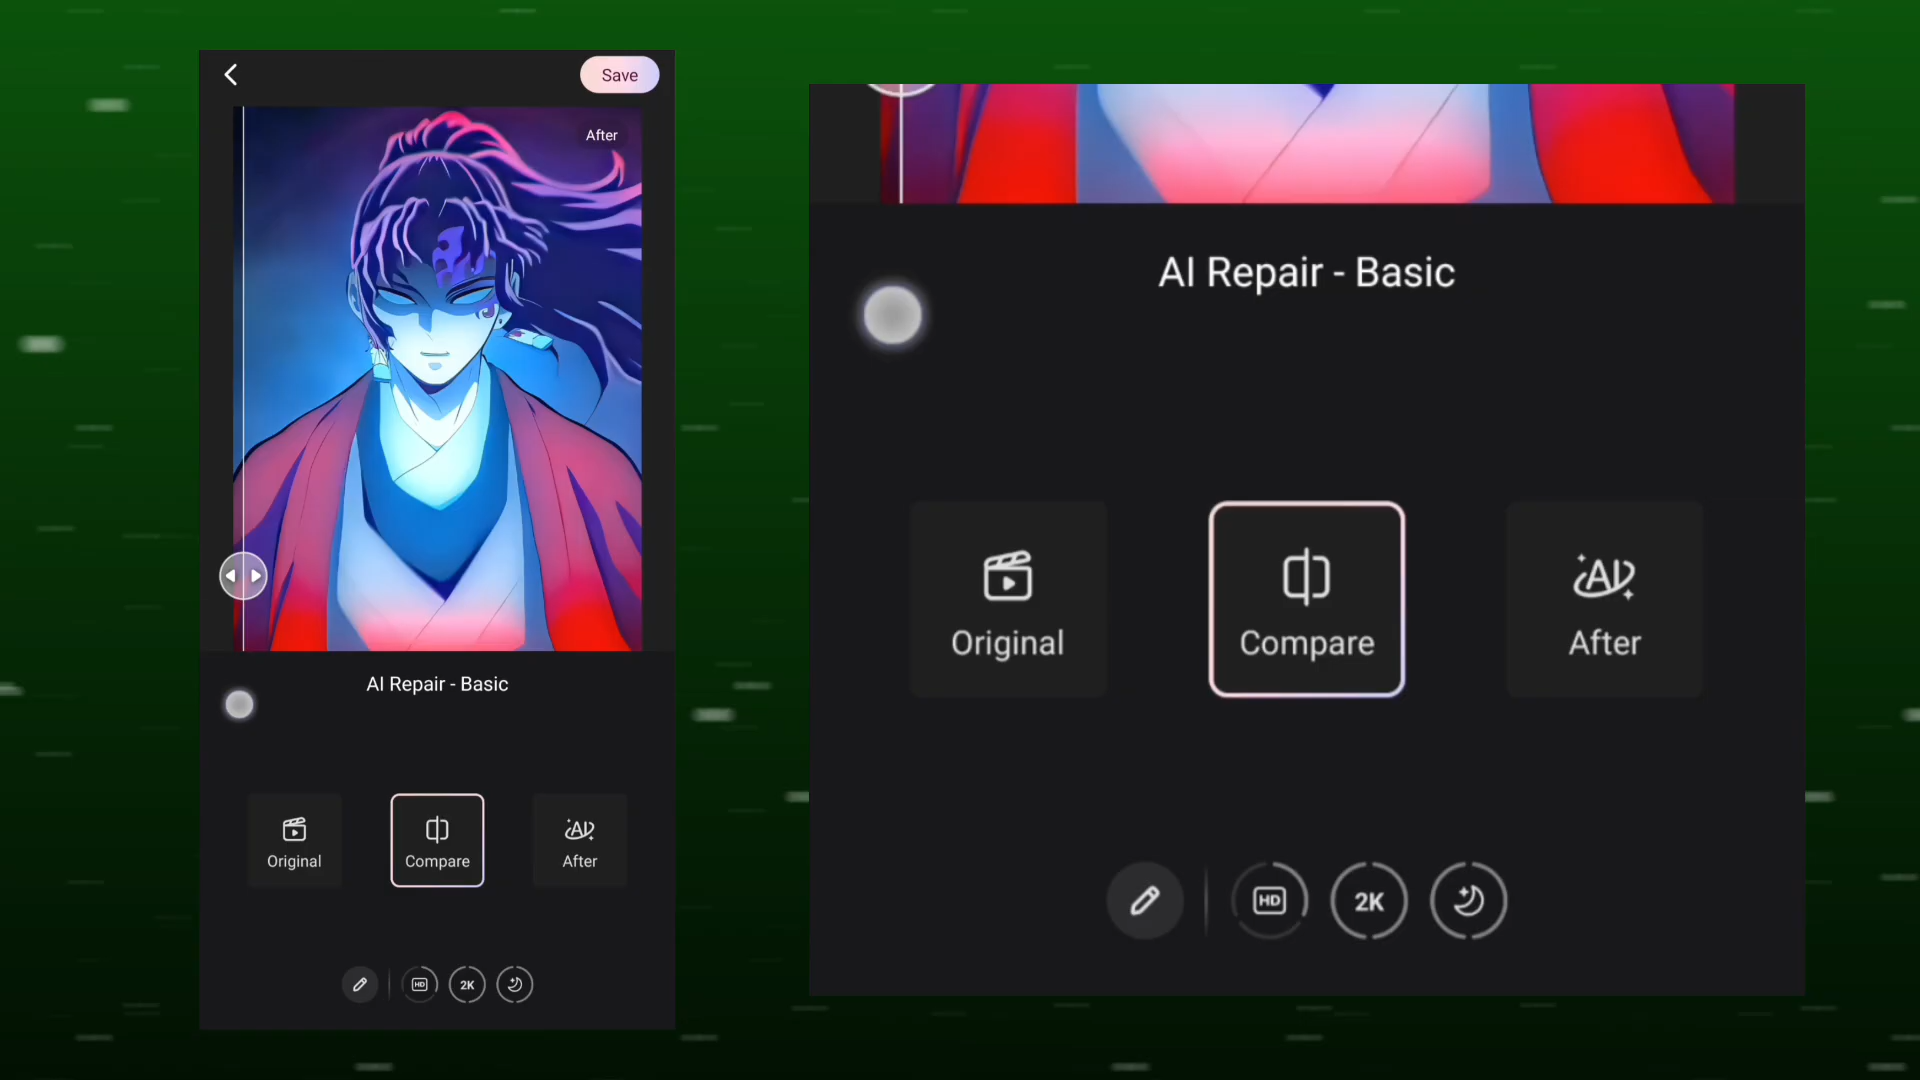 Save
After
AI Repair - Basic
Original
Compare
After
HD
2K
AI Repair - Basic
Original
Compare
After
HD
2K